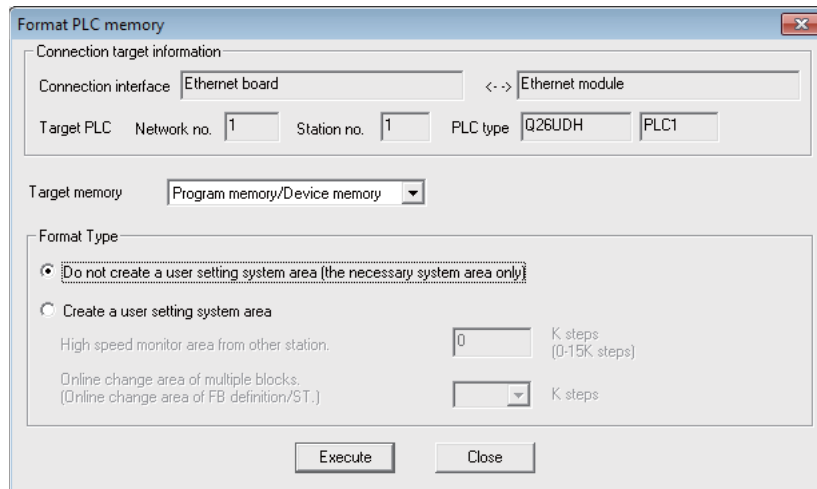 Format PLC memory
Connection target information
Connection interface Ethernet board <- -> Ethernet module
Target PLC Network no. 1 Station no. 1 PLC type Q26UDH PLC1
Target memory Program memory/Device memory
Format Type
Do not create a user setting system area (the necessary system area only)
Create a user setting system area
High speed monitor area from other station. 0 K steps
(0-15K steps)
Online change area of multiple blocks.
(Online change area of FB definition/ST.) K steps
Execute Close